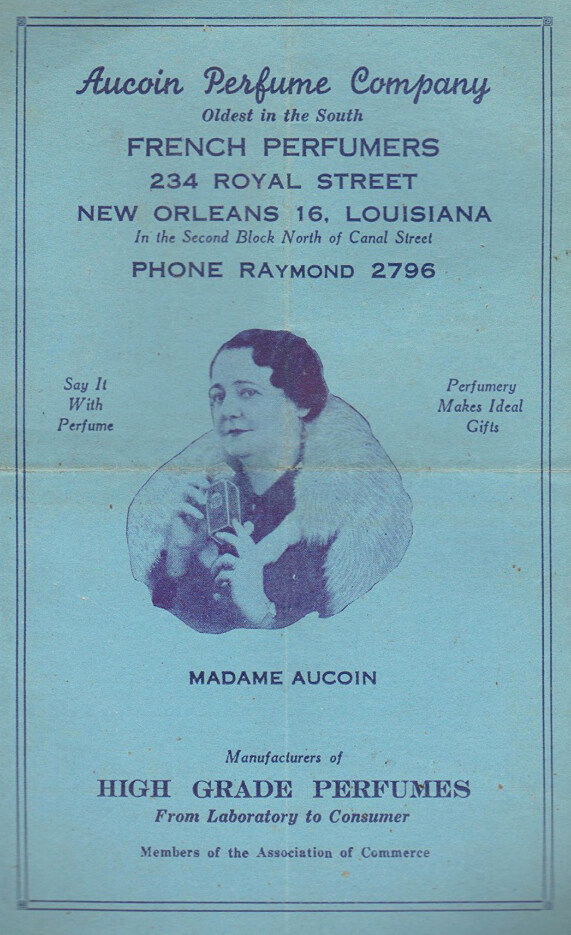 Aucoin Perfume Company
Oldest in the South
FRENCH PERFUMERS
234 ROYAL STREET
NEW ORLEANS 16, LOUISIANA
In the Second Block North of Canal Street
PHONE RAYMOND 2796
Say It
With
Perfume
Perfumery
Makes Ideal
Gifts
MADAME AUCOIN
Manufacturers of
HIGH GRADE PERFUMES
From Laboratory to Consumer
Members of the Association of Commerce